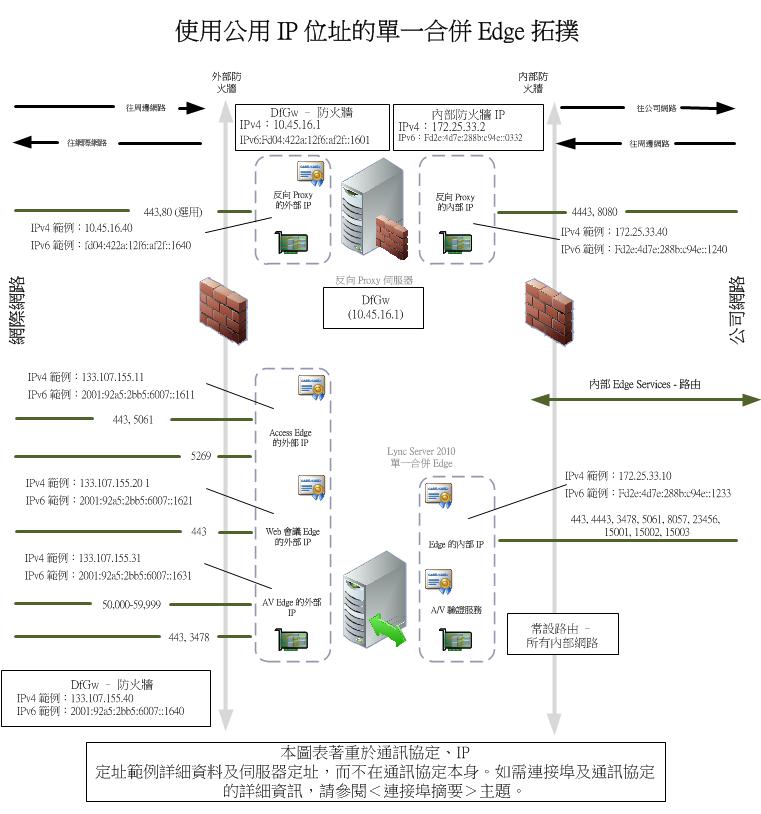 使用公用 IP 位址的單一合併 Edge 拓撲
外部防
火牆
內部防
火牆
往周邊網路
往網際網路
DfGw – 防火牆
IPv4：10.45.16.1
IPv6:Fd04:422a:12f6:af2f::1601
內部防火牆 IP
IPv4：172.25.33.2
IPv6：Fd2e:4d7e:288b:c94e::0332
往公司網路
往周邊網路
反向 Proxy
的外部 IP
反向 Proxy
的內部 IP
443,80 (選用)
4443, 8080
IPv4 範例：10.45.16.40
IPv6 範例：fd04:422a:12f6:af2f::1640
IPv4 範例：172.25.33.40
IPv6 範例：Fd2e:4d7e:288b:c94e::1240
反向 Proxy 伺服器
DfGw
(10.45.16.1)
網際網路
公司網路
IPv4 範例：133.107.155.11
IPv6 範例：2001:92a5:2bb5:6007::1611
443, 5061
Access Edge
的外部 IP
5269
內部 Edge Services - 路由
Lync Server 2010
單一合併 Edge
IPv4 範例：133.107.155.20 1
IPv6 範例：2001:92a5:2bb5:6007::1621
443
Web 會議 Edge
的外部 IP
IPv4 範例：172.25.33.10
IPv6 範例：Fd2e:4d7e:288b:c94e::1233
443, 4443, 3478, 5061, 8057, 23456,
15001, 15002, 15003
Edge 的內部 IP
IPv4 範例：133.107.155.31
IPv6 範例：2001:92a5:2bb5:6007::1631
50,000-59,999
AV Edge 的外部
IP
A/V 驗證服務
443, 3478
常設路由 –
所有內部網路
DfGw – 防火牆
IPv4 範例：133.107.155.40
IPv6 範例：2001:92a5:2bb5:6007::1640
本圖表著重於通訊協定、IP
定址範例詳細資料及伺服器定址，而不在通訊協定本身。如需連接埠及通訊協定
的詳細資訊，請參閱＜連接埠摘要＞主題。